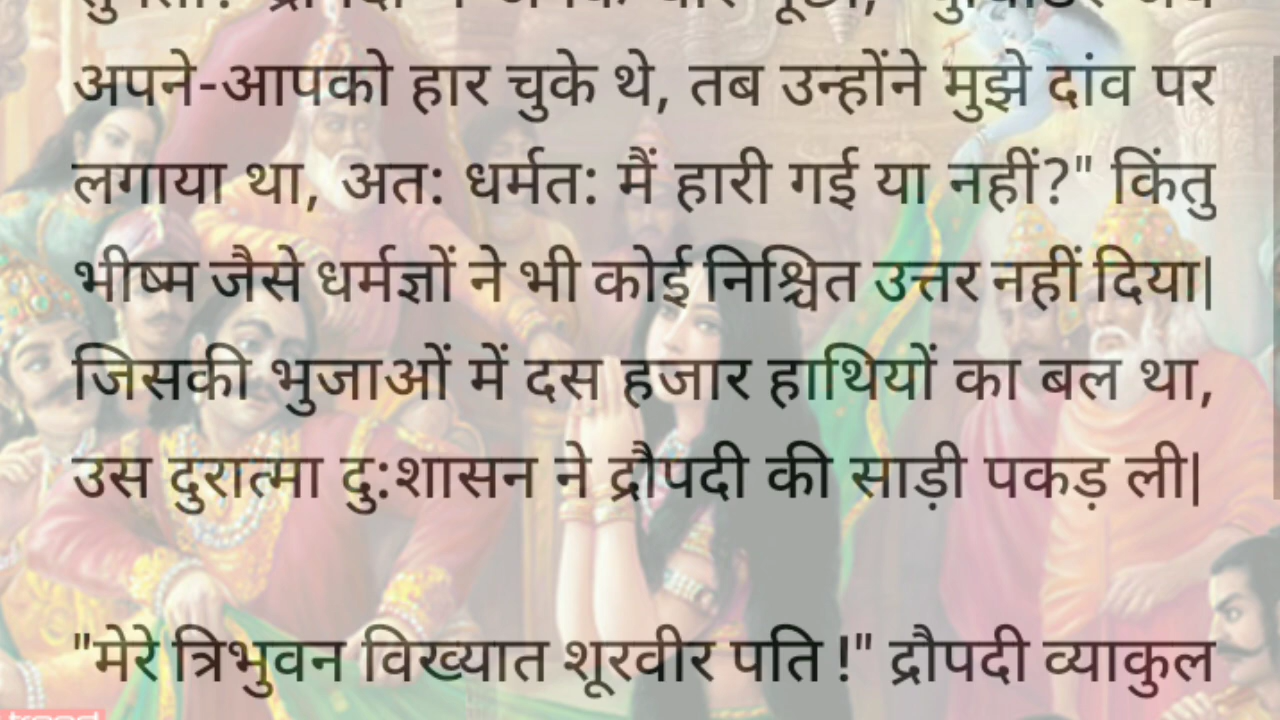 अपने-आपको हार चुके थे, तब उन्होंने मुझे दांव पर
लगाया था, अत: धर्मत: मैं हारी गई या नहीं?" किंतु
भीष्म जैसे धर्मज्ञों ने भी कोई निश्चित उत्तर नहीं दिया|
जिसकी भुजाओं में दस हजार हाथियों का बल था,
उस दुरात्मा दु:शासन ने द्रौपदी की साड़ी पकड़ ली|
"मेरे त्रिभुवन विख्यात शूरवीर पति !" द्रौपदी व्याकुल